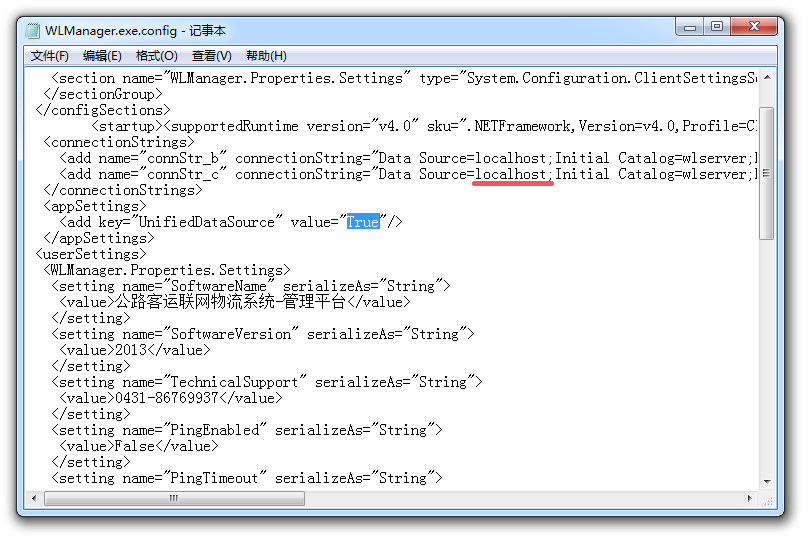 WLManager.exe.config - 记事本
文件(F) 编辑(E) 格式(O) 查看(V) 帮助(H)
<section name="WLManager.Properties.Settings" type="System.Configuration.ClientSettingsSe
</sectionGroup>
</configSections>
<startup><supportedRuntime version="v4.0" sku=".NETFramework,Version=v4.0,Profile=Cl
<connectionStrings>
<add name="connStr_b" connectionString="Data Source=localhost;Initial Catalog=wlserver;
<add name="connStr_c" connectionString="Data Source=localhost;Initial Catalog=wlserver;
</connectionStrings>
<appSettings>
<add key="UnifiedDataSource" value="True"/>
</appSettings>
<userSettings>
<WLManager.Properties.Settings>
<setting name="SoftwareName" serializeAs="String">
<value>公路客运联网物流系统-管理平台</value>
</setting>
<setting name="SoftwareVersion" serializeAs="String">
<value>2013</value>
</setting>
<setting name="TechnicalSupport" serializeAs="String">
<value>0431-86769937</value>
</setting>
<setting name="PingEnabled" serializeAs="String">
<value>False</value>
</setting>
<setting name="PingTimeout" serializeAs="String">